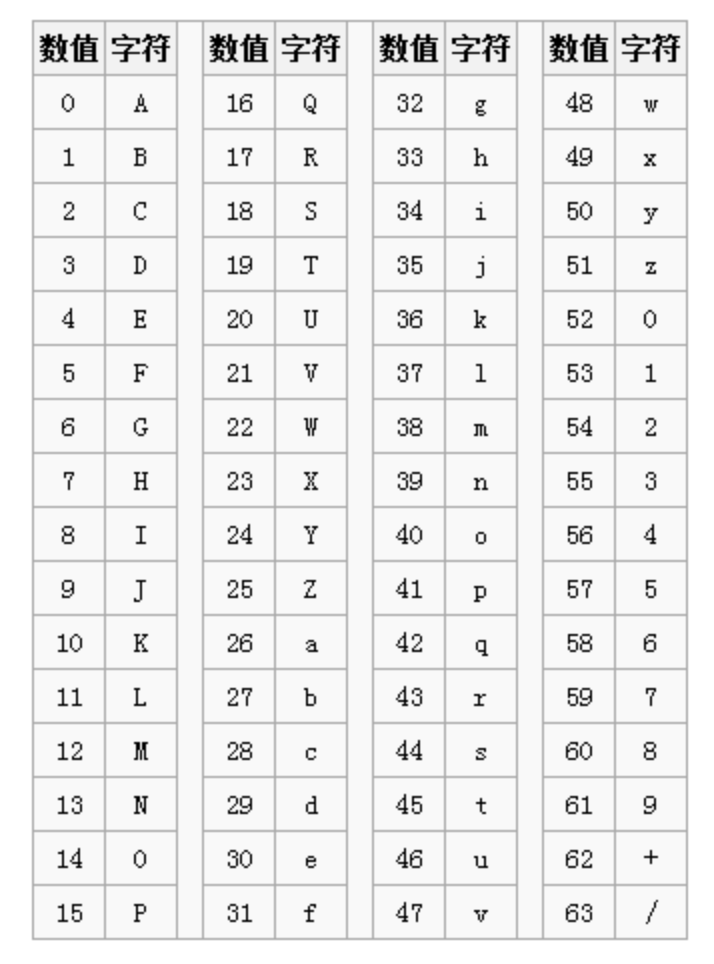 数值 字符 数值 字符 数值 字符 数值 字符
0 A 16 Q 32 g 48 w
1 B 17 R 33 h 49 x
2 C 18 S 34 i 50 y
3 D 19 T 35 j 51 z
4 E 20 U 36 k 52 0
5 F 21 V 37 l 53 1
6 G 22 W 38 m 54 2
7 H 23 X 39 n 55 3
8 I 24 Y 40 o 56 4
9 J 25 Z 41 p 57 5
10 K 26 a 42 q 58 6
11 L 27 b 43 r 59 7
12 M 28 c 44 s 60 8
13 N 29 d 45 t 61 9
14 O 30 e 46 u 62 +
15 P 31 f 47 v 63 /